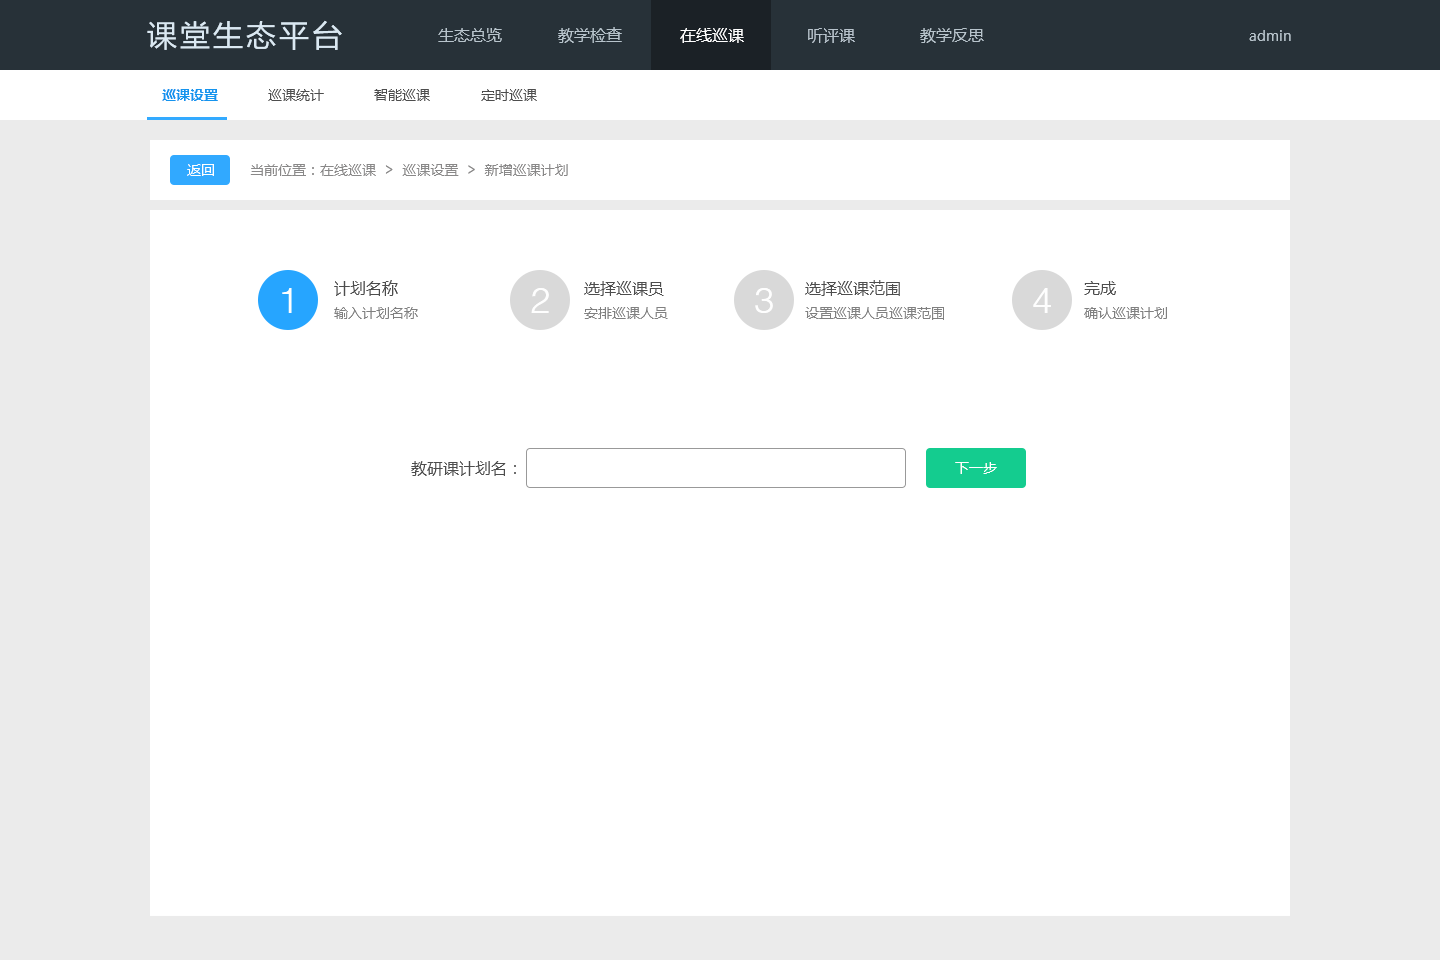 课堂生态平台 生态总览 教学检查 在线巡课 听评课 教学反思 admin
巡课设置 巡课统计 智能巡课 定时巡课
返回 当前位置：在线巡课 > 巡课设置 > 新增巡课计划
1 计划名称 2 选择巡课员 3 选择巡课范围 4 完成
输入计划名称 安排巡课人员 设置巡课人员巡课范围 确认巡课计划
教研课计划名： 下一步